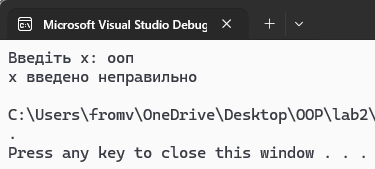 Microsoft Visual Studio Debug
Введіть x: ооп
x введено неправильно
C:\Users\fromv\OneDrive\Desktop\OOP\lab2\
.
Press any key to close this window . . .